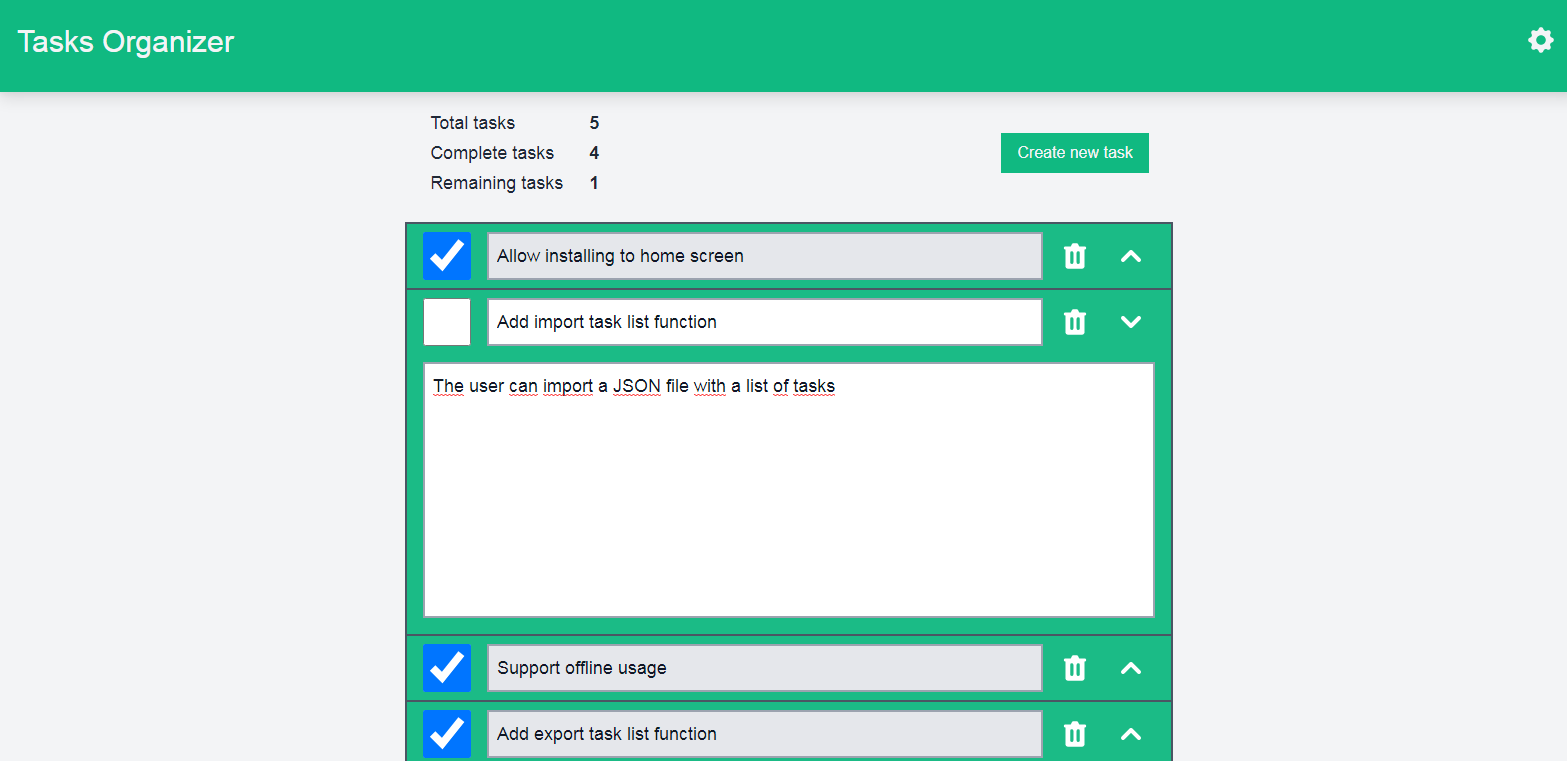 Tasks Organizer
Total tasks 5
Complete tasks 4
Remaining tasks 1
Create new task
Allow installing to home screen
Add import task list function
The user can import a JSON file with a list of tasks
Support offline usage
Add export task list function